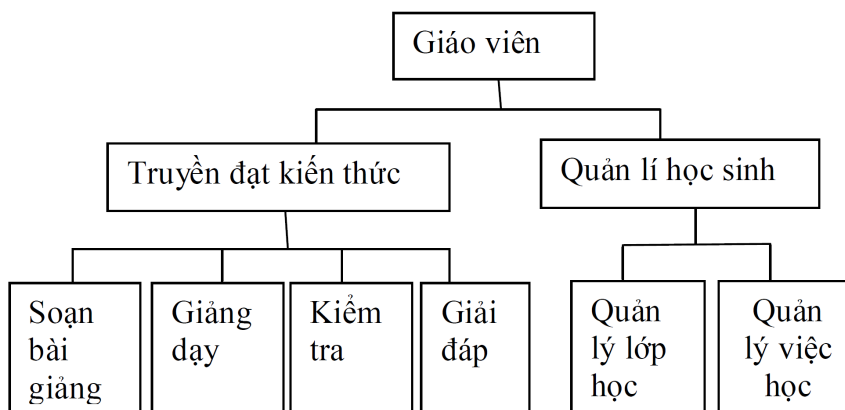 Giáo viên
Truyền đạt kiến thức
Quản lí học sinh
Soạn
bài
giảng
Giảng
dạy
Kiểm
tra
Giải
đáp
Quản
lý lớp
học
Quản
lý việc
học